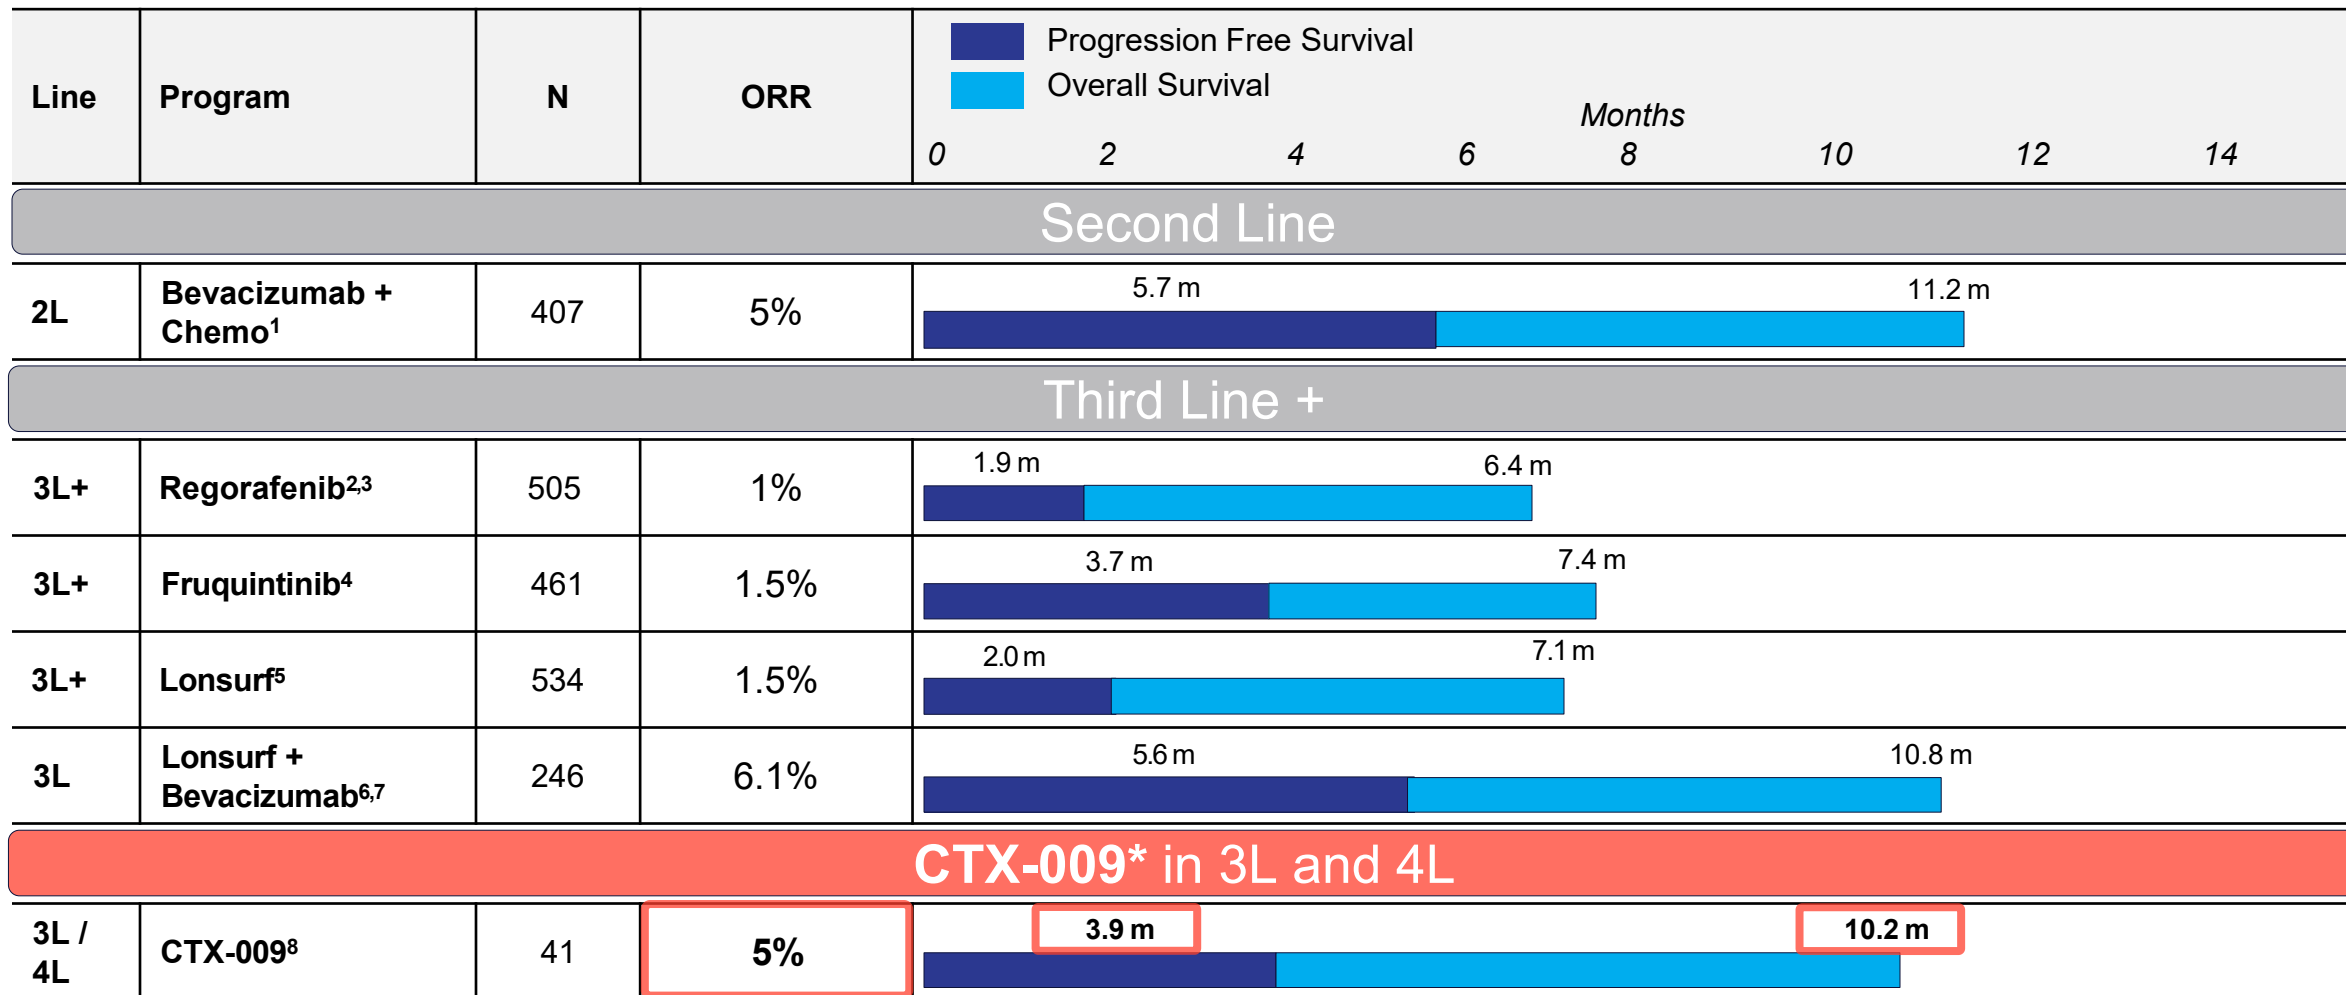 Line
Program
N
ORR
Progression Free Survival
Overall Survival
Months
0 2 4 6 8 10 12 14
Second Line
2L
Bevacizumab +
Chemo¹
407
5%
5.7 m
11.2 m
Third Line +
3L+
Regorafenib²,³
505
1%
1.9 m
6.4 m
3L+
Fruquintinib⁴
461
1.5%
3.7 m
7.4 m
3L+
Lonsurf⁵
534
1.5%
2.0 m
7.1 m
3L
Lonsurf +
Bevacizumab⁶,⁷
246
6.1%
5.6 m
10.8 m
CTX-009* in 3L and 4L
3L /
4L
CTX-009⁸
41
5%
3.9 m
10.2 m